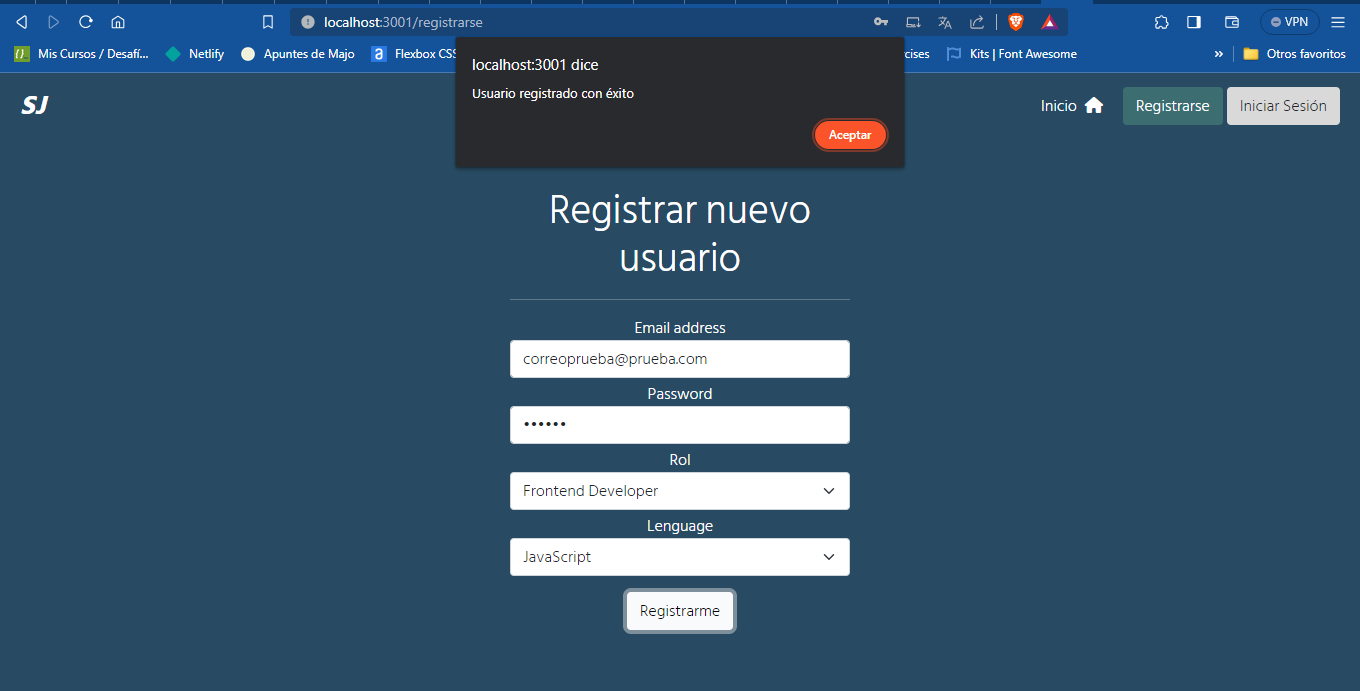 localhost:3001/registrarse
VPN
Mis Cursos / Desafí...
Netlify
Apuntes de Majo
a
Flexbox CSS
cises
Kits | Font Awesome
»
Otros favoritos
localhost:3001 dice
Usuario registrado con éxito
Aceptar
SJ
Inicio
Registrarse
Iniciar Sesión
Registrar nuevo
usuario
Email address
correoprueba@prueba.com
Password
••••••
Rol
Frontend Developer
Lenguage
JavaScript
Registrarme